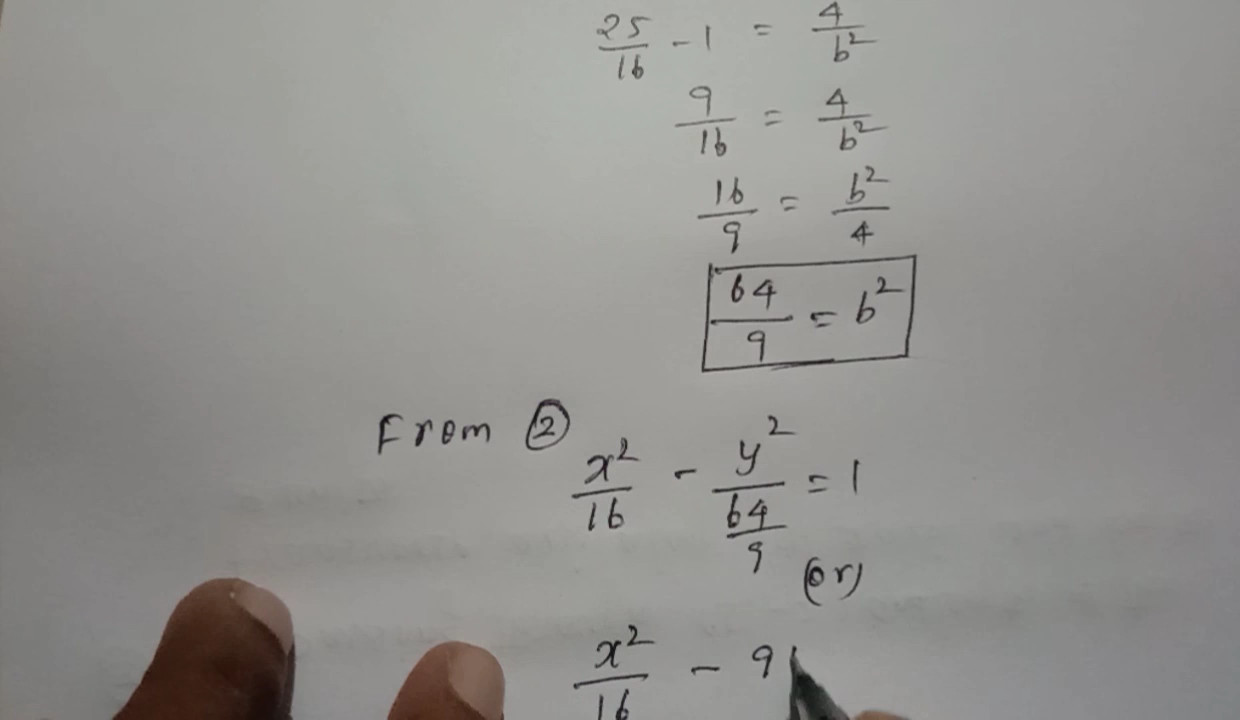 25/16 - 1 = 4/b²
9/16 = 4/b²
16/9 = b²/4
64/9 = b²
From ②
x²/16 - y²/(64/9) = 1
(or)
x²/16 - 9